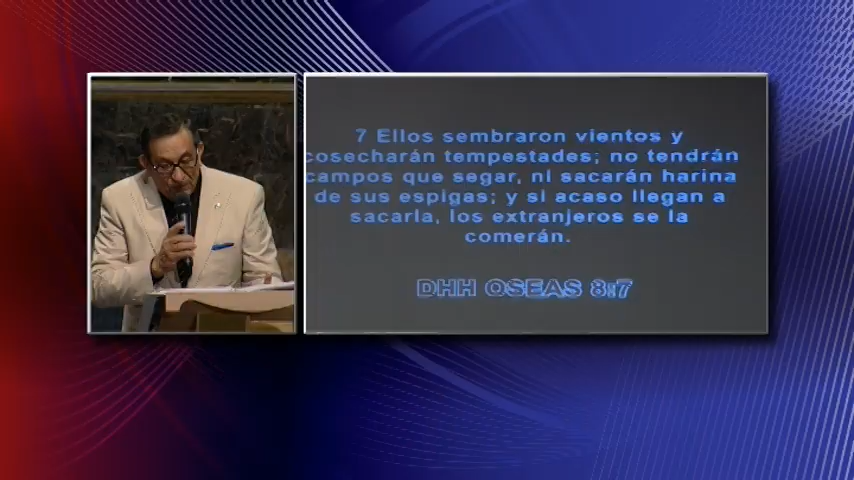 7 Ellos sembraron vientos y
cosecharán tempestades; no tendrán
campos que segar, ni sacarán harina
de sus espigas; y si acaso llegan a
sacarla, los extranjeros se la
comerán.
DHH OSEAS 8:7